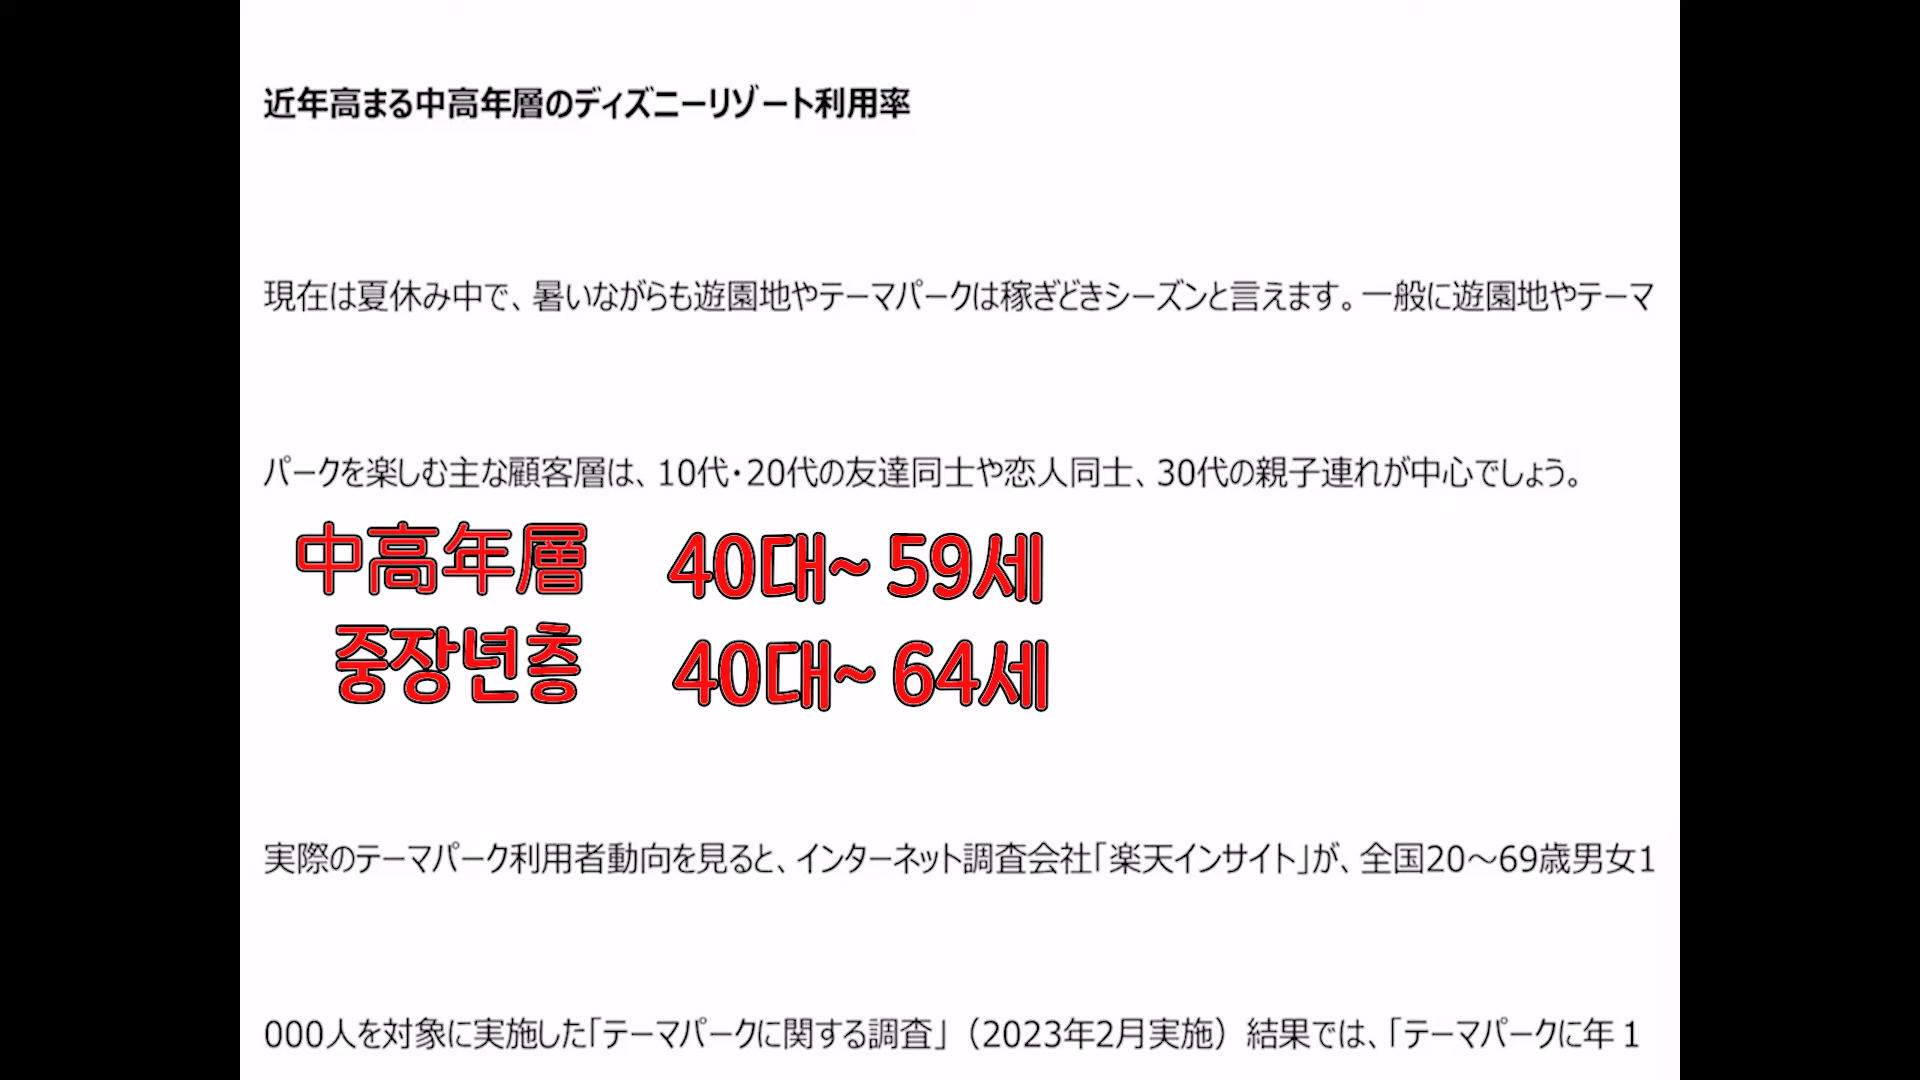 近年高まる中高年層のディズニーリゾート利用率
現在は夏休み中で、暑いながらも遊園地やテーマパークは稼ぎどきシーズンと言えます。一般に遊園地やテーマ
パークを楽しむ主な顧客層は、10代・20代の友達同士や恋人同士、30代の親子連れが中心でしょう。
中高年層 40대~ 59세
중장년층 40대~ 64세
実際のテーマパーク利用者動向を見ると、インターネット調査会社「楽天インサイト」が、全国20～69歳男女1
000人を対象に実施した「テーマパークに関する調査」（2023年2月実施）結果では、「テーマパークに年１